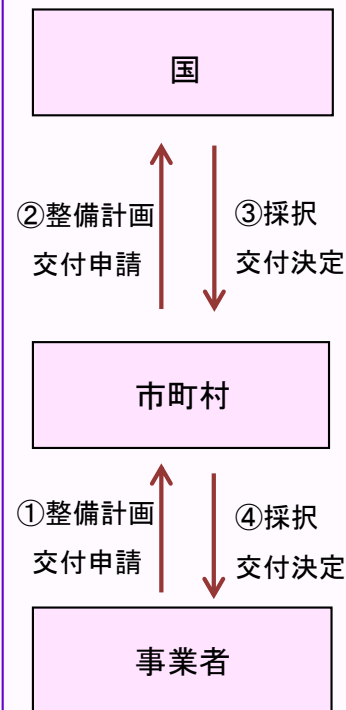 国
②整備計画
交付申請
③採択
交付決定
市町村
①整備計画
交付申請
④採択
交付決定
事業者